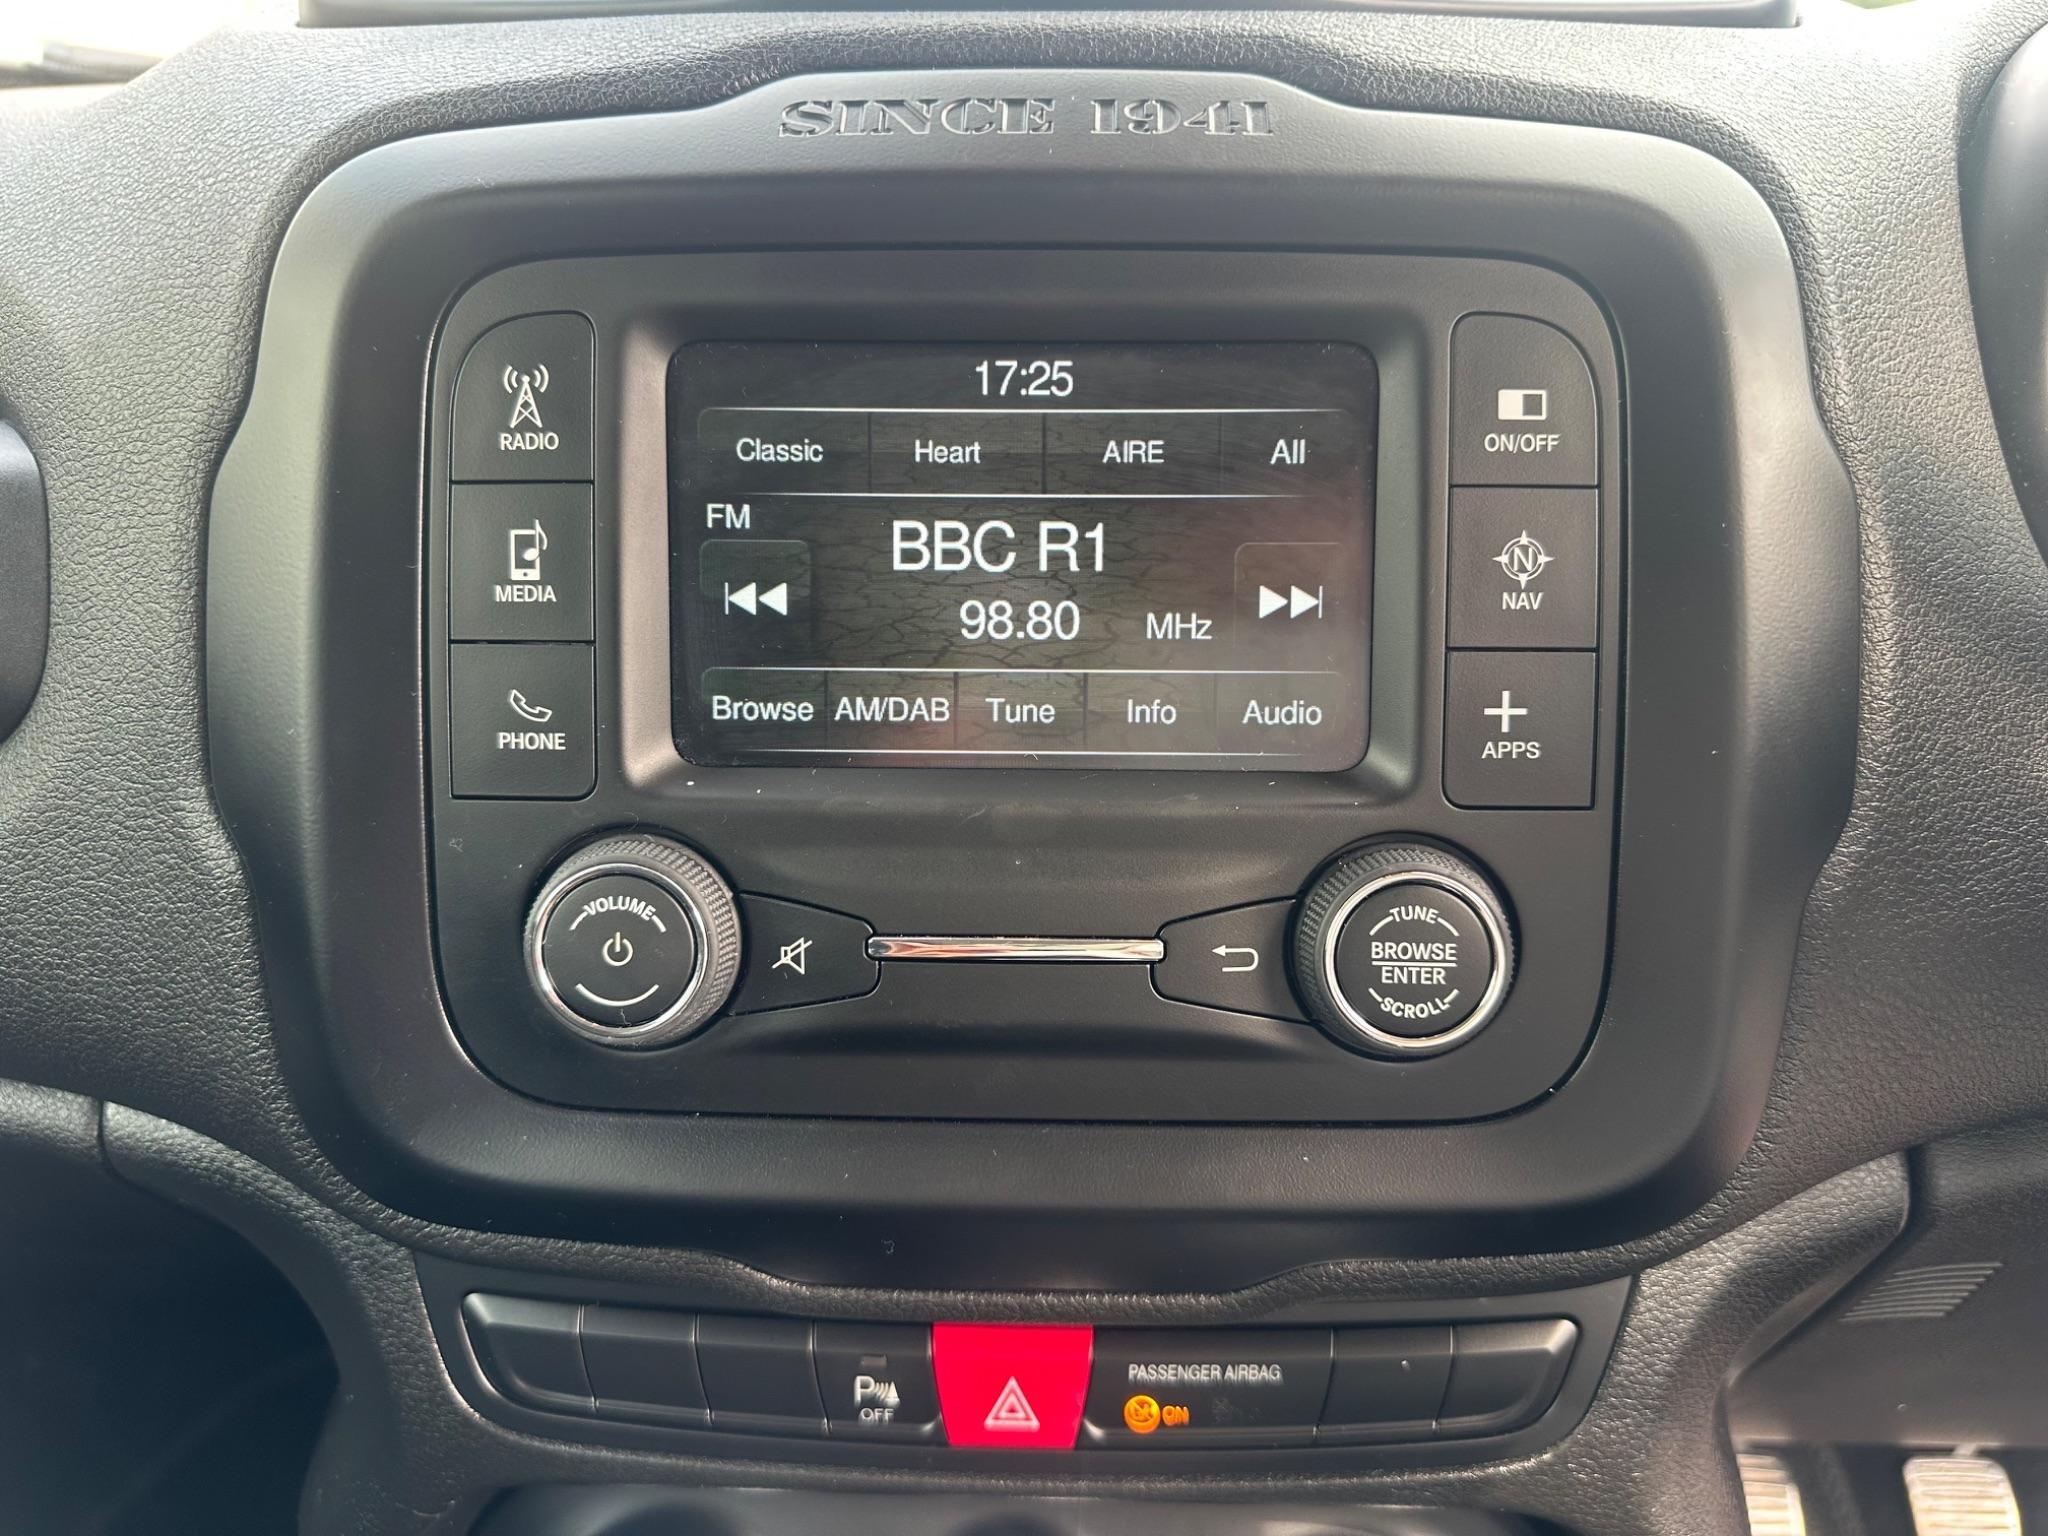 SINCE 1941
17:25
Classic Heart AIRE All
FM
BBC R1
98.80 MHz
Browse AM/DAB Tune Info Audio
RADIO
MEDIA
PHONE
ON/OFF
N
NAV
APPS
VOLUME
TUNE
BROWSE
ENTER
SCROLL
P
OFF
PASSENGER AIRBAG
ON